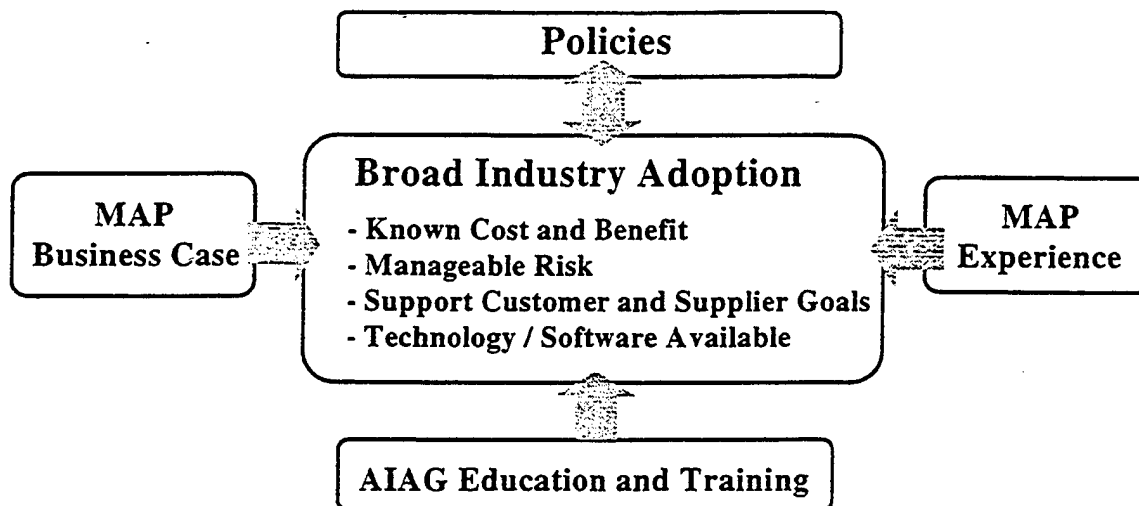 Policies
Broad Industry Adoption
- Known Cost and Benefit
- Manageable Risk
- Support Customer and Supplier Goals
- Technology / Software Available
MAP
Business Case
MAP
Experience
AIAG Education and Training